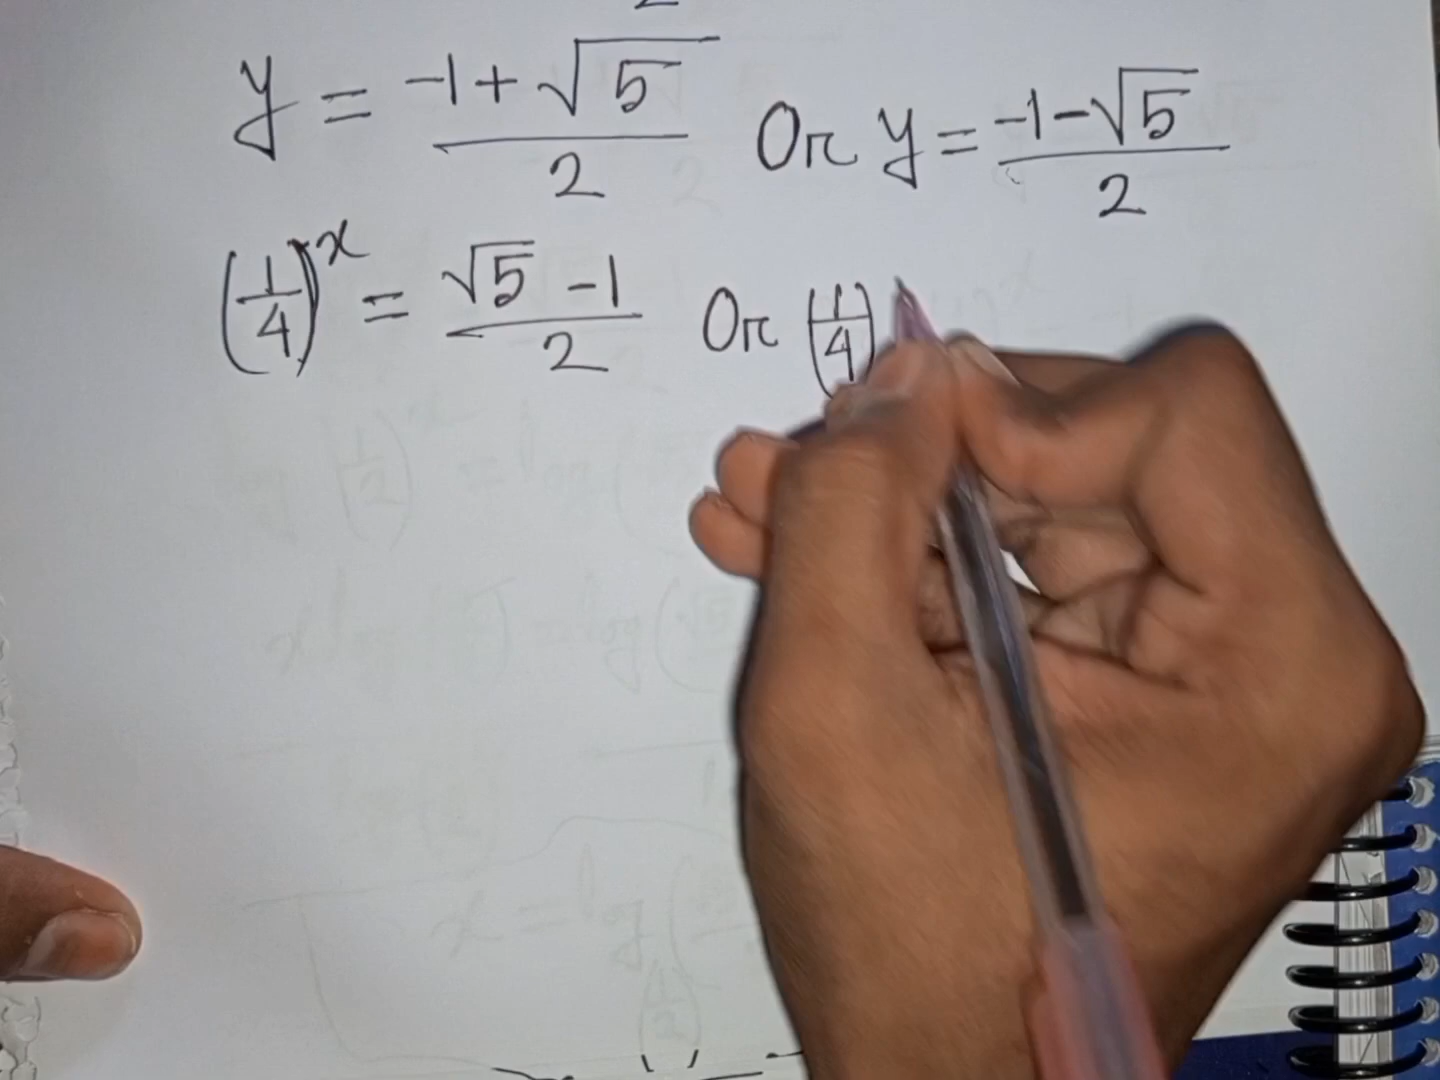 y = (-1+√5)/2 Or y = (-1-√5)/2
(1/4)^x = (√5 -1)/2 Or (1/4)